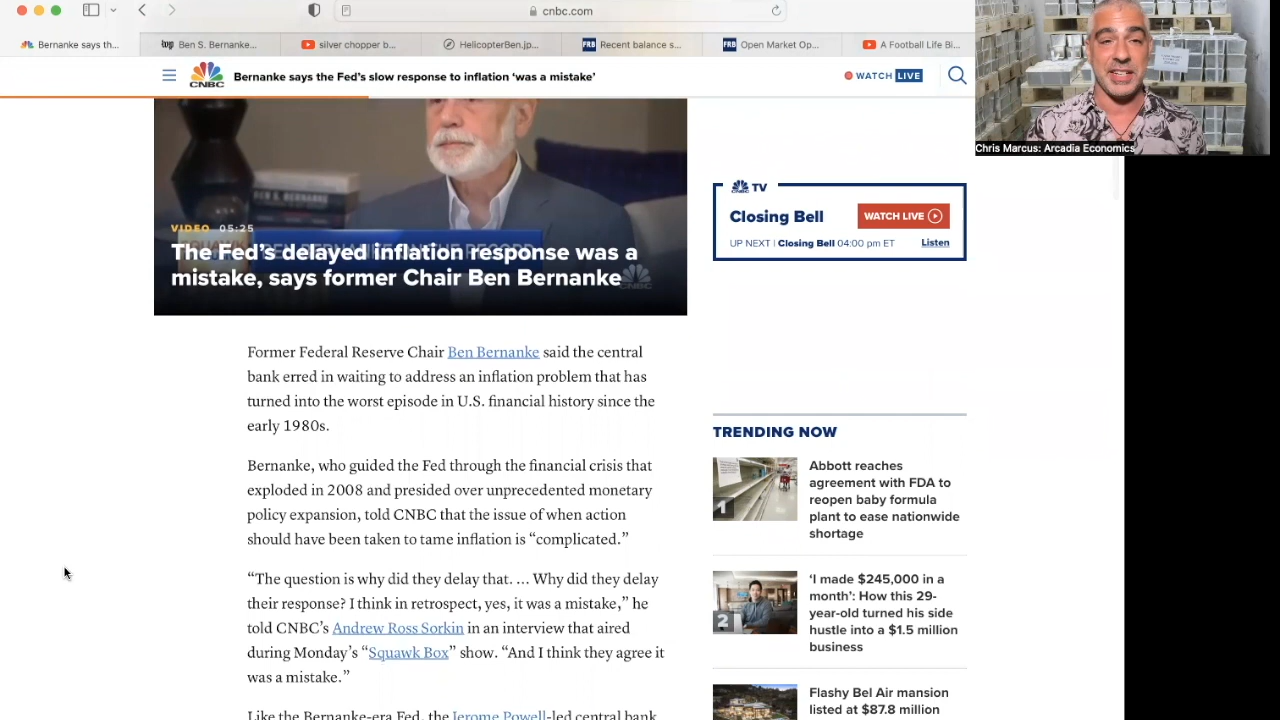 cnbc.com
Bernanke says th...
Ben S. Bernanke...
silver chopper b...
HelicopterBen.jp...
FRB
Recent balance s...
FRB
Open Market Op...
A Football Life Bi...
CNBC
Bernanke says the Fed's slow response to inflation 'was a mistake'
WATCH LIVE
Chris Marcus: Arcadia Economics
VIDEO 05:25
The Fed's delayed inflation response was a
mistake, says former Chair Ben Bernanke
CNBC
TV
Closing Bell
WATCH LIVE
UP NEXT | Closing Bell 04:00 pm ET
Listen
Former Federal Reserve Chair Ben Bernanke said the central
bank erred in waiting to address an inflation problem that has
turned into the worst episode in U.S. financial history since the
early 1980s.
Bernanke, who guided the Fed through the financial crisis that
exploded in 2008 and presided over unprecedented monetary
policy expansion, told CNBC that the issue of when action
should have been taken to tame inflation is “complicated.”
“The question is why did they delay that. … Why did they delay
their response? I think in retrospect, yes, it was a mistake,” he
told CNBC’s Andrew Ross Sorkin in an interview that aired
during Monday’s “Squawk Box” show. “And I think they agree it
was a mistake.”
Like the Bernanke-era Fed, the Jerome Powell-led central bank
TRENDING NOW
1
Abbott reaches
agreement with FDA to
reopen baby formula
plant to ease nationwide
shortage
2
‘I made $245,000 in a
month’: How this 29-
year-old turned his side
hustle into a $1.5 million
business
Flashy Bel Air mansion
listed at $87.8 million